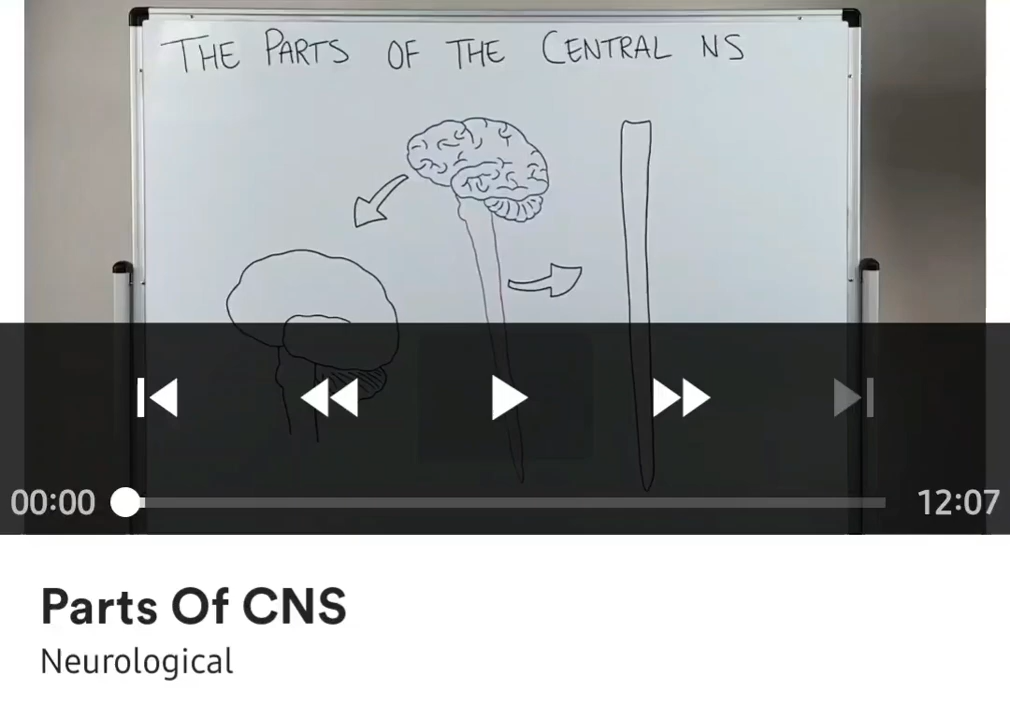 THE PARTS OF THE CENTRAL NS
00:00
12:07
Parts Of CNS
Neurological